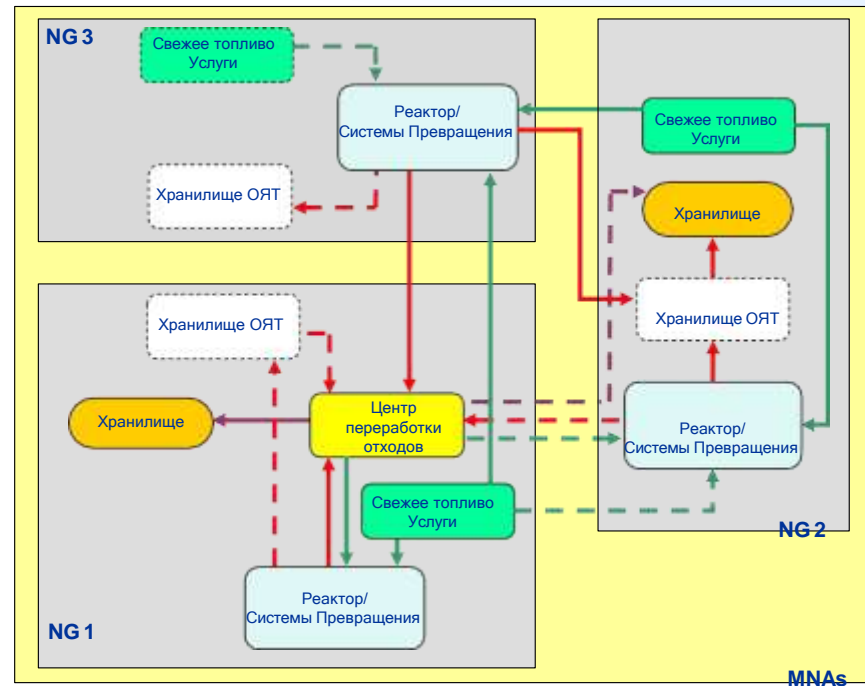 NG 3
Свежее топливо
Услуги
Реактор/
Системы Превращения
Хранилище ОЯТ
Свежее топливо
Услуги
Хранилище
Хранилище ОЯТ
Реактор/
Системы Превращения
NG 2
Хранилище ОЯТ
Хранилище
Центр
переработки
отходов
Свежее топливо
Услуги
Реактор/
Системы Превращения
NG 1
MNAs